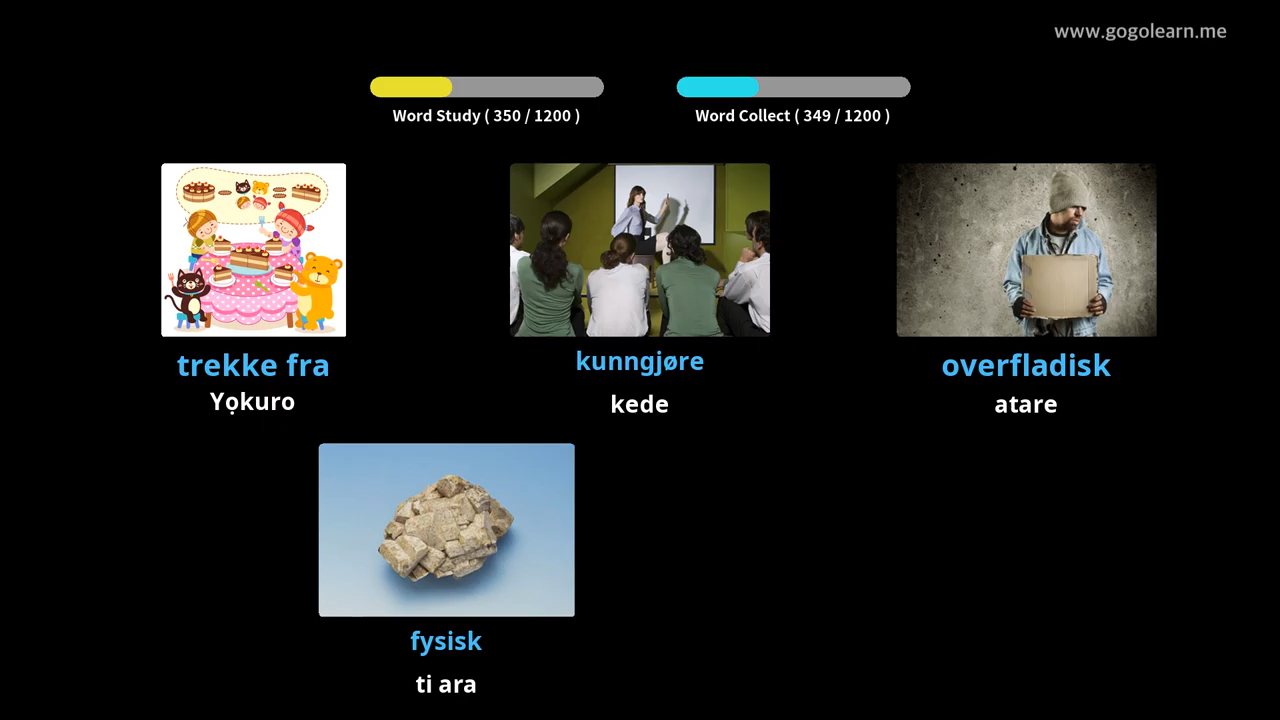 www.gogolearn.me
Word Study ( 350 / 1200 )
Word Collect ( 349 / 1200 )
trekke fra
Yọkuro
kunngjøre
kede
overfladisk
atare
fysisk
ti ara